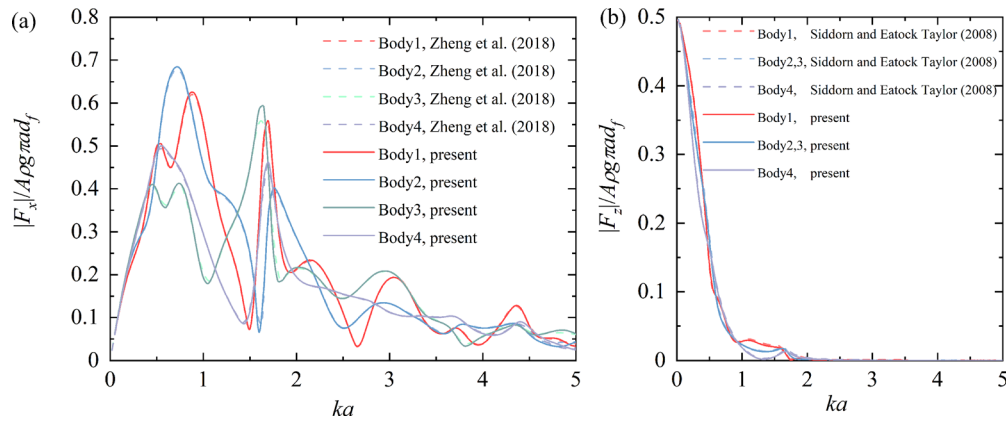 (a)
0.8
0.7
0.6
0.5
0.4
0.3
0.2
0.1
0
|Fₓ|/Aρgπad_f
Body1, Zheng et al. (2018)
Body2, Zheng et al. (2018)
Body3, Zheng et al. (2018)
Body4, Zheng et al. (2018)
Body1, present
Body2, present
Body3, present
Body4, present
0 1 2 3 4 5
ka
(b)
0.5
0.4
0.3
0.2
0.1
0
|F_z|/Aρgπad_f
Body1, Siddorn and Eatock Taylor (2008)
Body2,3, Siddorn and Eatock Taylor (2008)
Body4, Siddorn and Eatock Taylor (2008)
Body1, present
Body2,3, present
Body4, present
0 1 2 3 4 5
ka